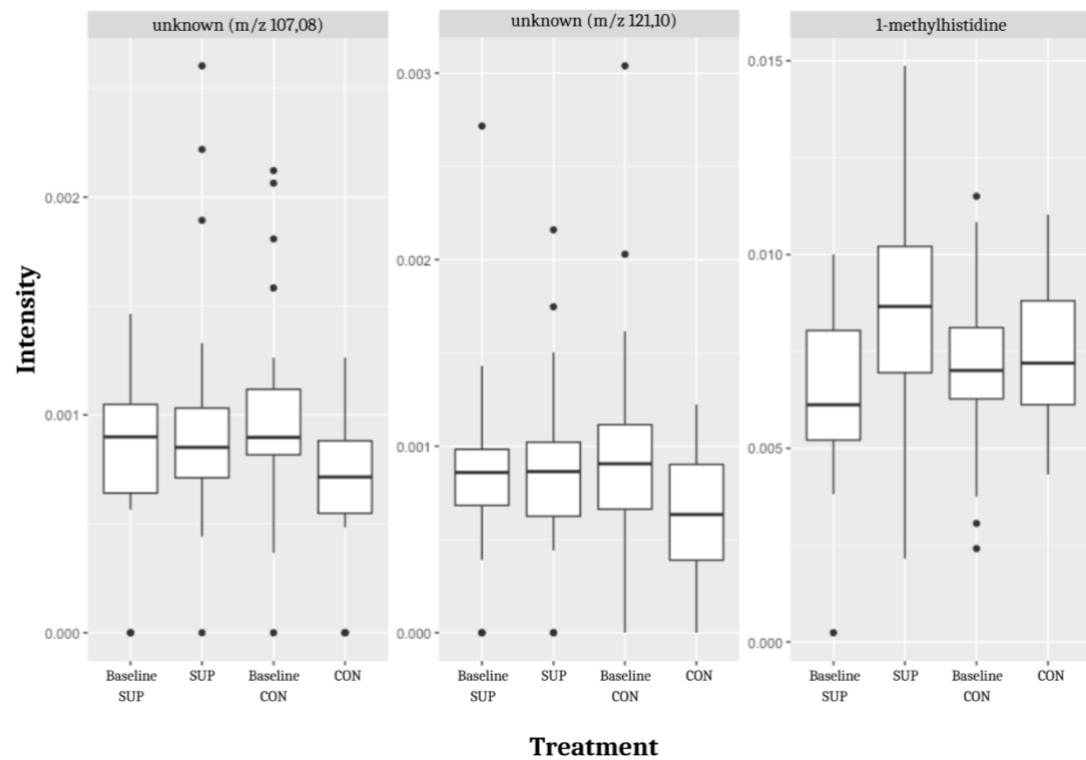 unknown (m/z 107,08)
unknown (m/z 121,10)
1-methylhistidine
Intensity
0.002
0.001
0.000
0.003
0.002
0.001
0.000
0.015
0.010
0.005
0.000
Baseline SUP
SUP
Baseline CON
CON
Baseline SUP
SUP
Baseline CON
CON
Baseline SUP
SUP
Baseline CON
CON
Treatment